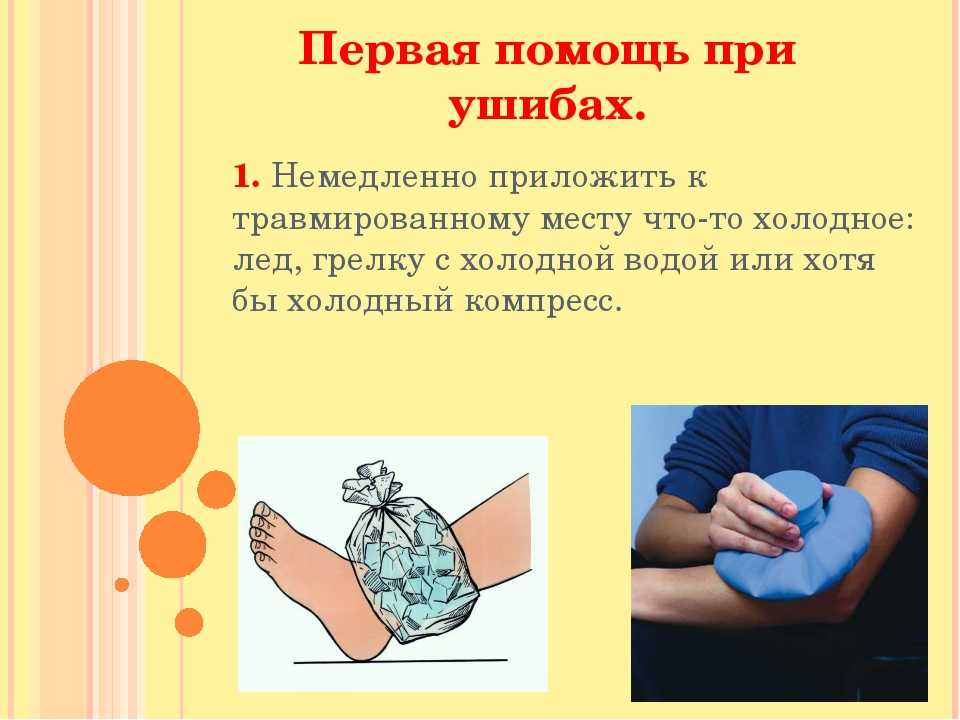 Первая помощь при
ушибах.
1. Немедленно приложить к
травмированному месту что-то холодное:
лед, грелку с холодной водой или хотя
бы холодный компресс.